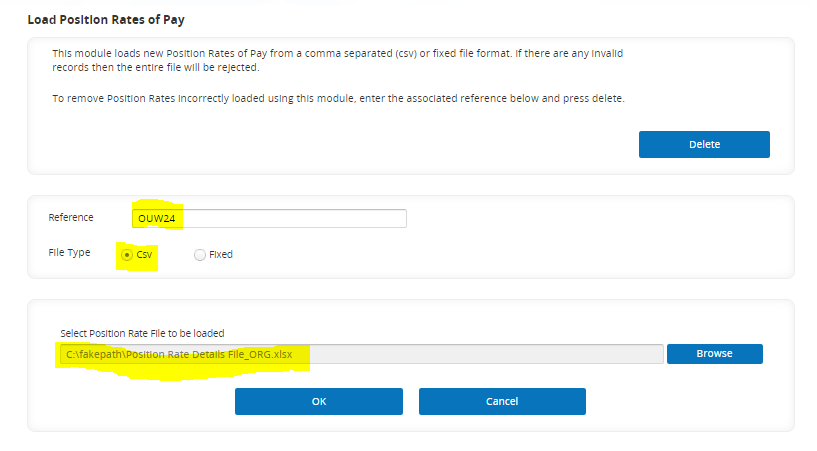 Load Position Rates of Pay
This module loads new Position Rates of Pay from a comma separated (csv) or fixed file format. If there are any invalid
records then the entire file will be rejected.
To remove Position Rates incorrectly loaded using this module, enter the associated reference below and press delete.
Delete
Reference OUW24
File Type Csv Fixed
Select Position Rate File to be loaded
C:\fakepath\Position Rate Details File_ORG.xlsx Browse
OK Cancel